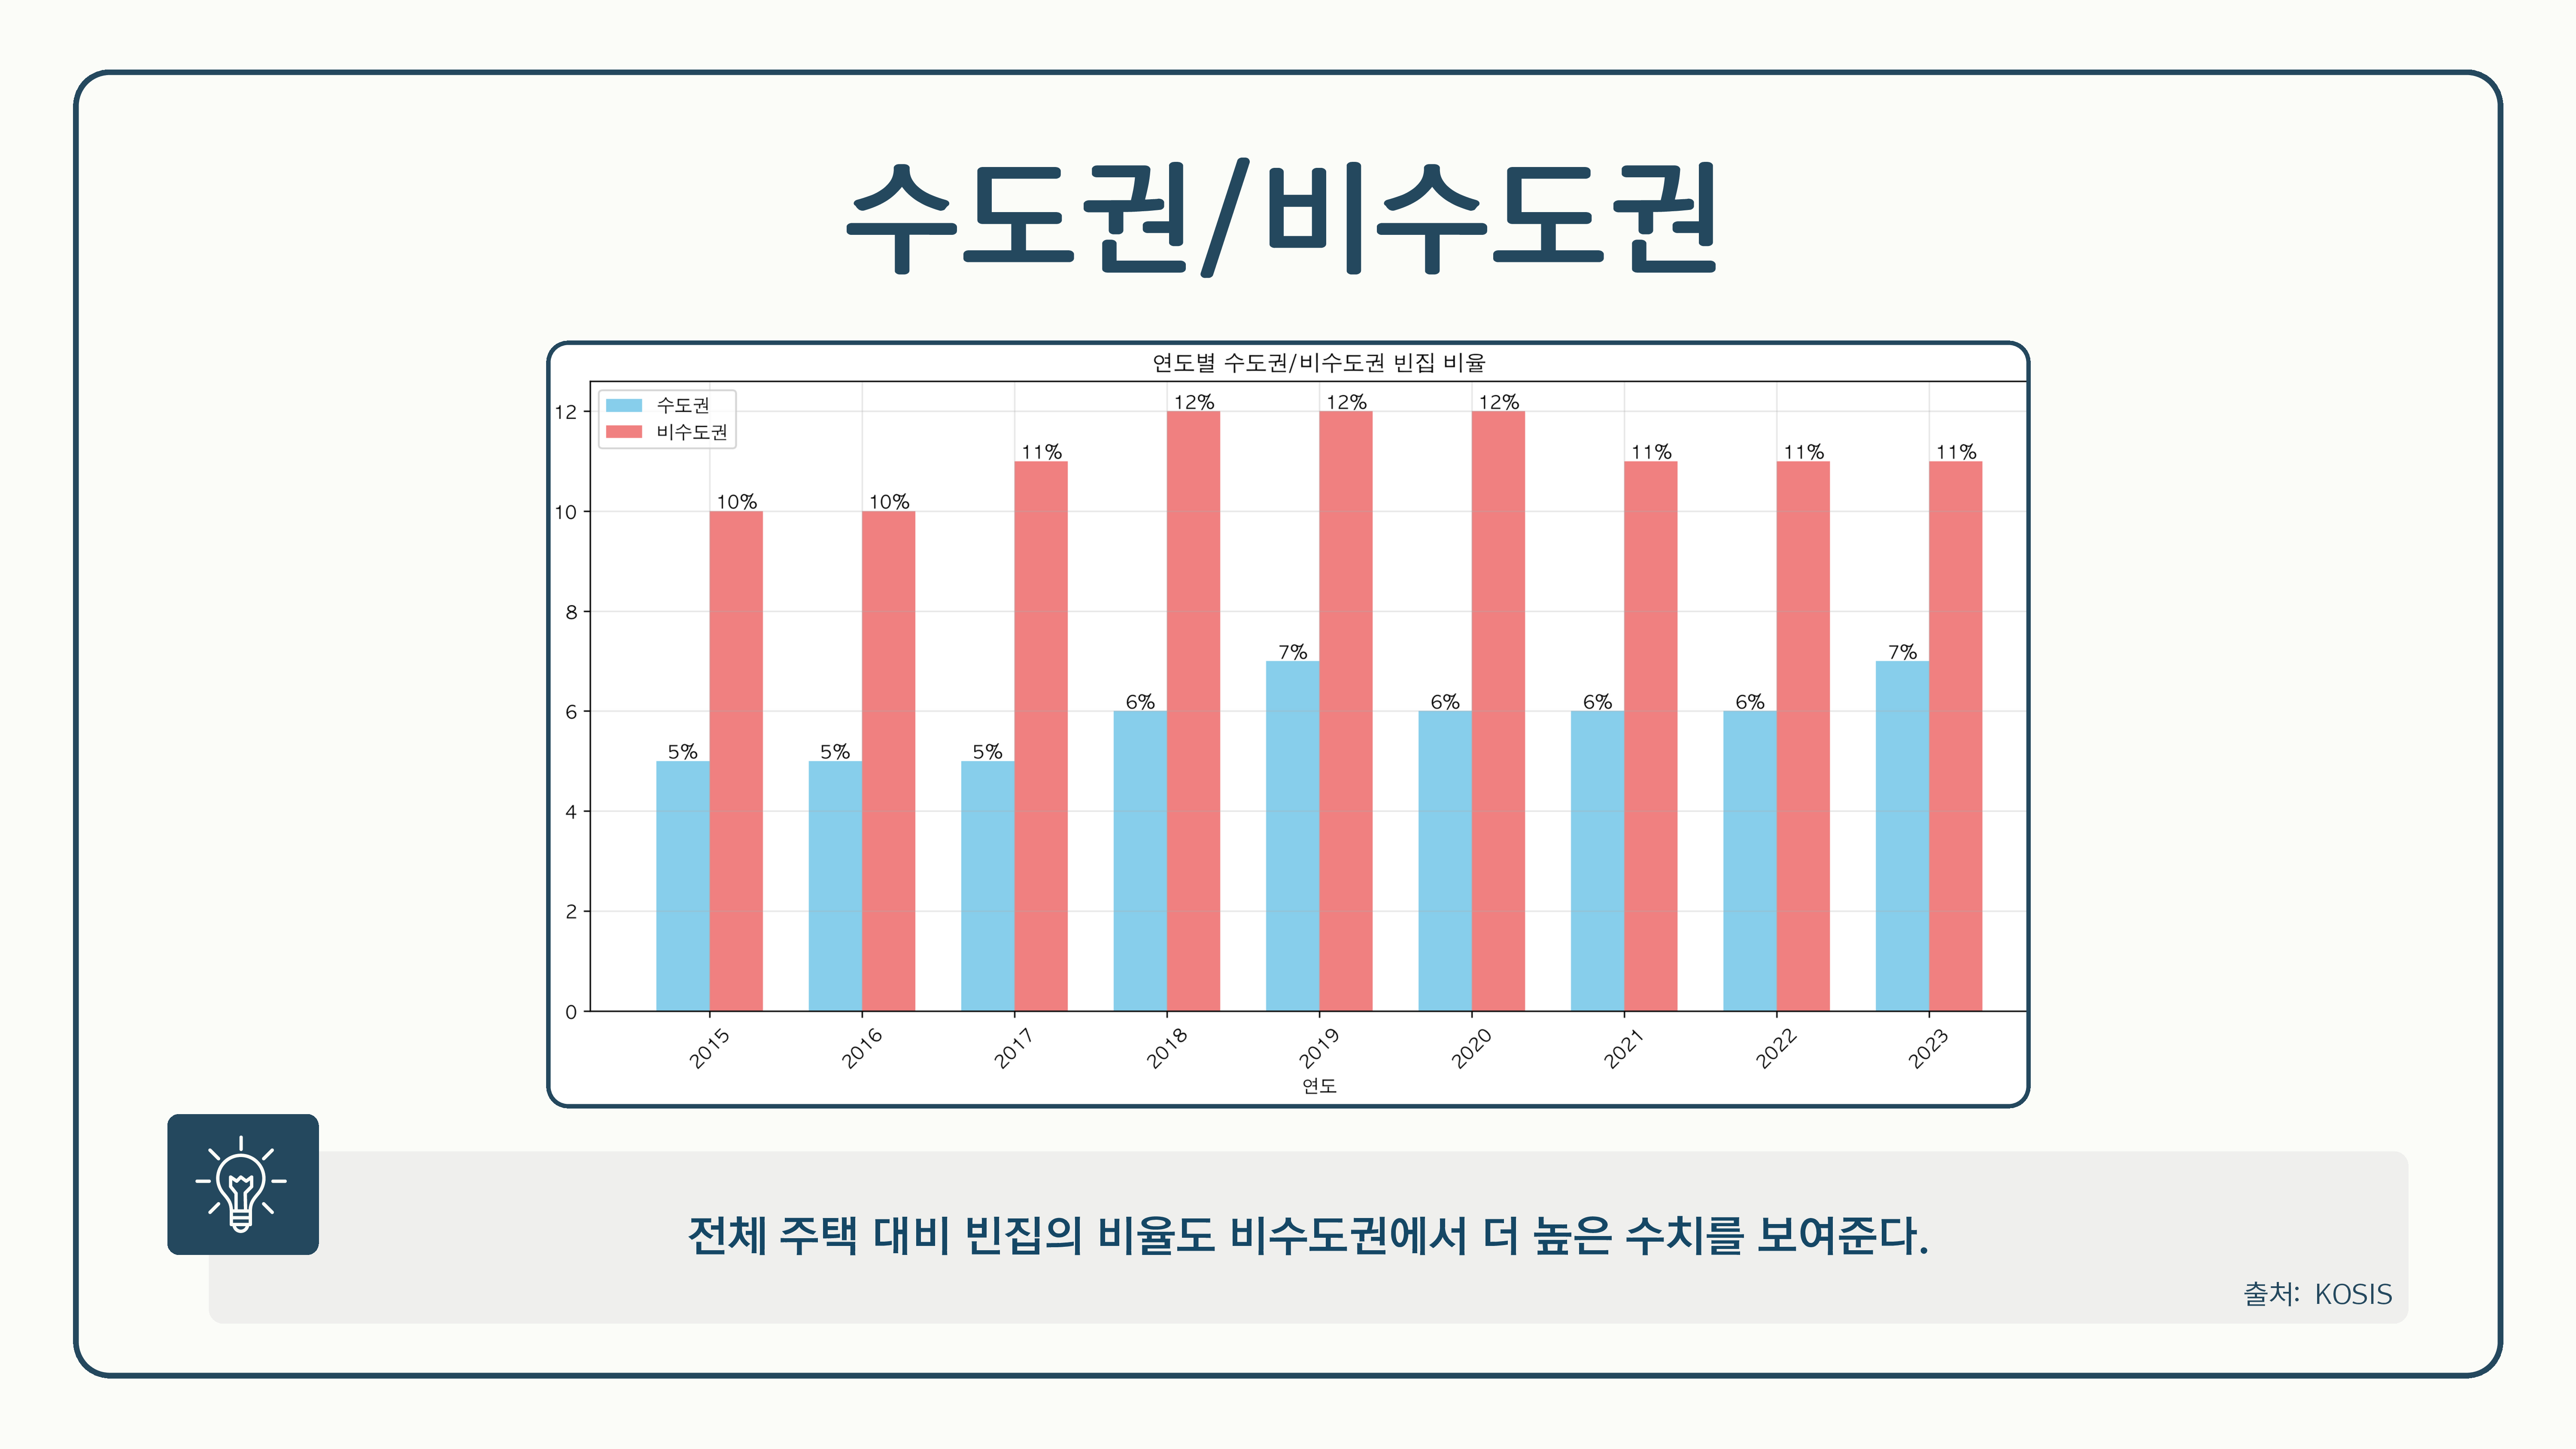 수도권/비수도권
연도별 수도권/비수도권 빈집 비율
수도권
비수도권
12
10
8
6
4
2
0
5% 10% 5% 10% 5% 11% 6% 12% 7% 12% 6% 12% 6% 11% 6% 11% 7% 11%
2015 2016 2017 2018 2019 2020 2021 2022 2023
연도
전체 주택 대비 빈집의 비율도 비수도권에서 더 높은 수치를 보여준다.
출처: KOSIS